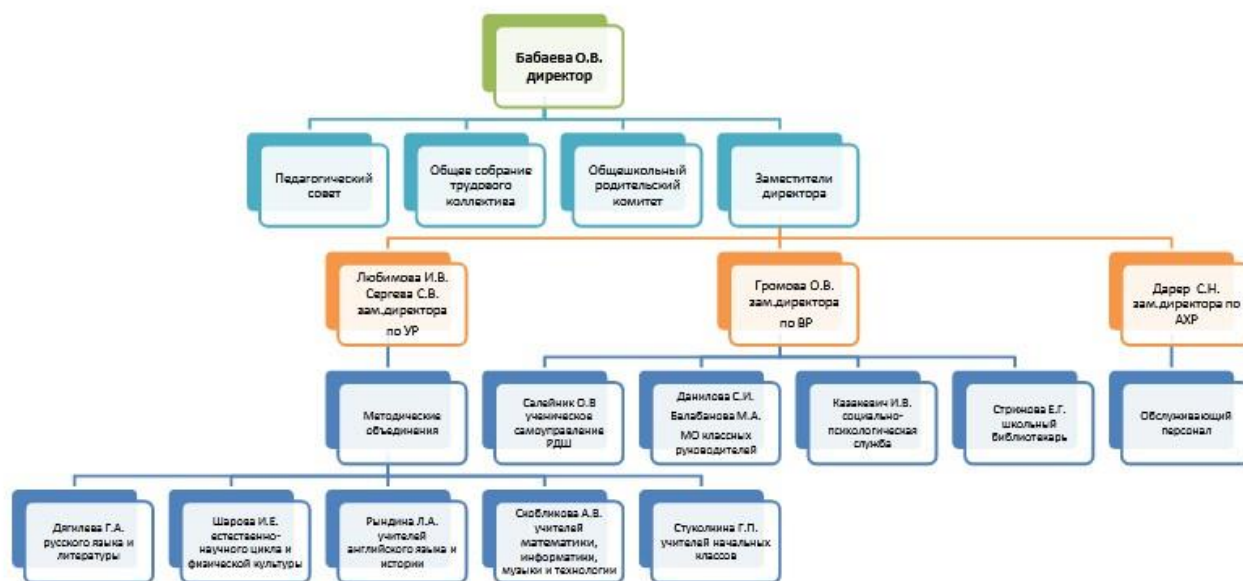 Бабаева О.В.
директор
Педагогический
совет
Общее собрание
трудового
коллектива
Общешкольный
родительский
комитет
Заместители
директора
Любимова И.В.
Сергева С.В.
зам.директора
по УР
Громова О.В.
зам.директора
по ВР
Дарер С.Н.
зам.директора по
АХР
Методические
объединения
Салейник О.В
ученическое
самоуправление
РДШ
Данилова С.И.
Балабанова М.А.
МО классных
руководителей
Казакевич И.В.
социально-
психологическая
служба
Стрижова Е.Г.
школьный
библиотекарь
Обслуживающий
персонал
Дягилева Г.А.
русского языка и
литературы
Шарова И.Е.
естественно-
научного цикла и
физической культуры
Рындина Л.А.
учителей
английского языка и
истории
Скобликова А.В.
учителей
математики,
информатики,
музыки и технологии
Стуколкина Г.П.
учителей начальных
классов